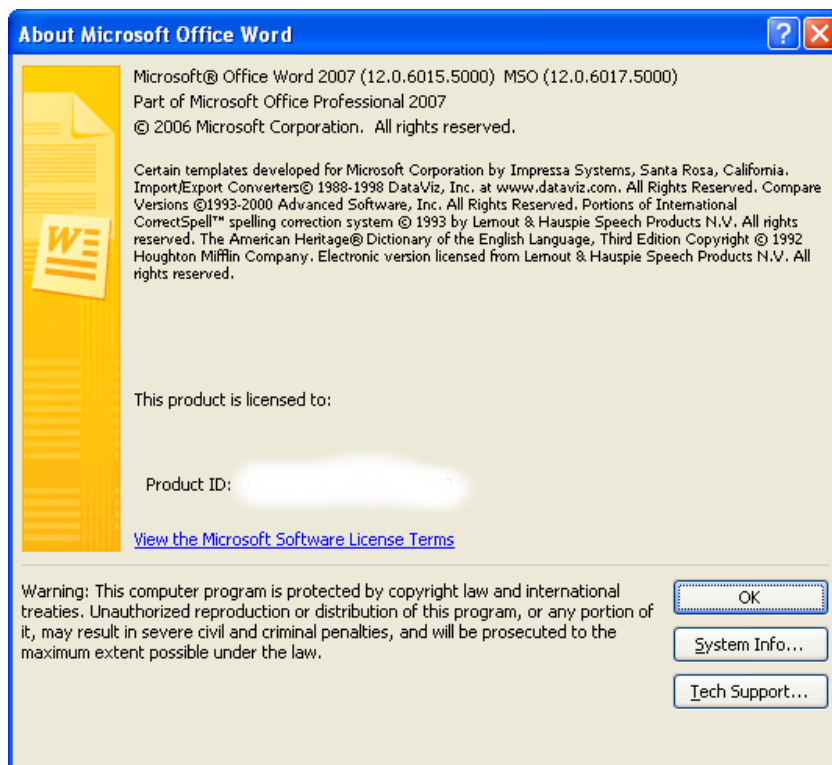 About Microsoft Office Word
Microsoft® Office Word 2007 (12.0.6015.5000)  MSO (12.0.6017.5000)
Part of Microsoft Office Professional 2007
© 2006 Microsoft Corporation.  All rights reserved.
Certain templates developed for Microsoft Corporation by Impressa Systems, Santa Rosa, California.
Import/Export Converters© 1988-1998 DataViz, Inc. at www.dataviz.com. All Rights Reserved. Compare
Versions ©1993-2000 Advanced Software, Inc. All Rights Reserved. Portions of International
CorrectSpell™ spelling correction system © 1993 by Lernout & Hauspie Speech Products N.V. All rights
reserved. The American Heritage® Dictionary of the English Language, Third Edition Copyright © 1992
Houghton Mifflin Company. Electronic version licensed from Lernout & Hauspie Speech Products N.V. All
rights reserved.
W
This product is licensed to:
Product ID:
View the Microsoft Software License Terms
Warning: This computer program is protected by copyright law and international
treaties. Unauthorized reproduction or distribution of this program, or any portion of
it, may result in severe civil and criminal penalties, and will be prosecuted to the
maximum extent possible under the law.
OK
System Info...
Tech Support...